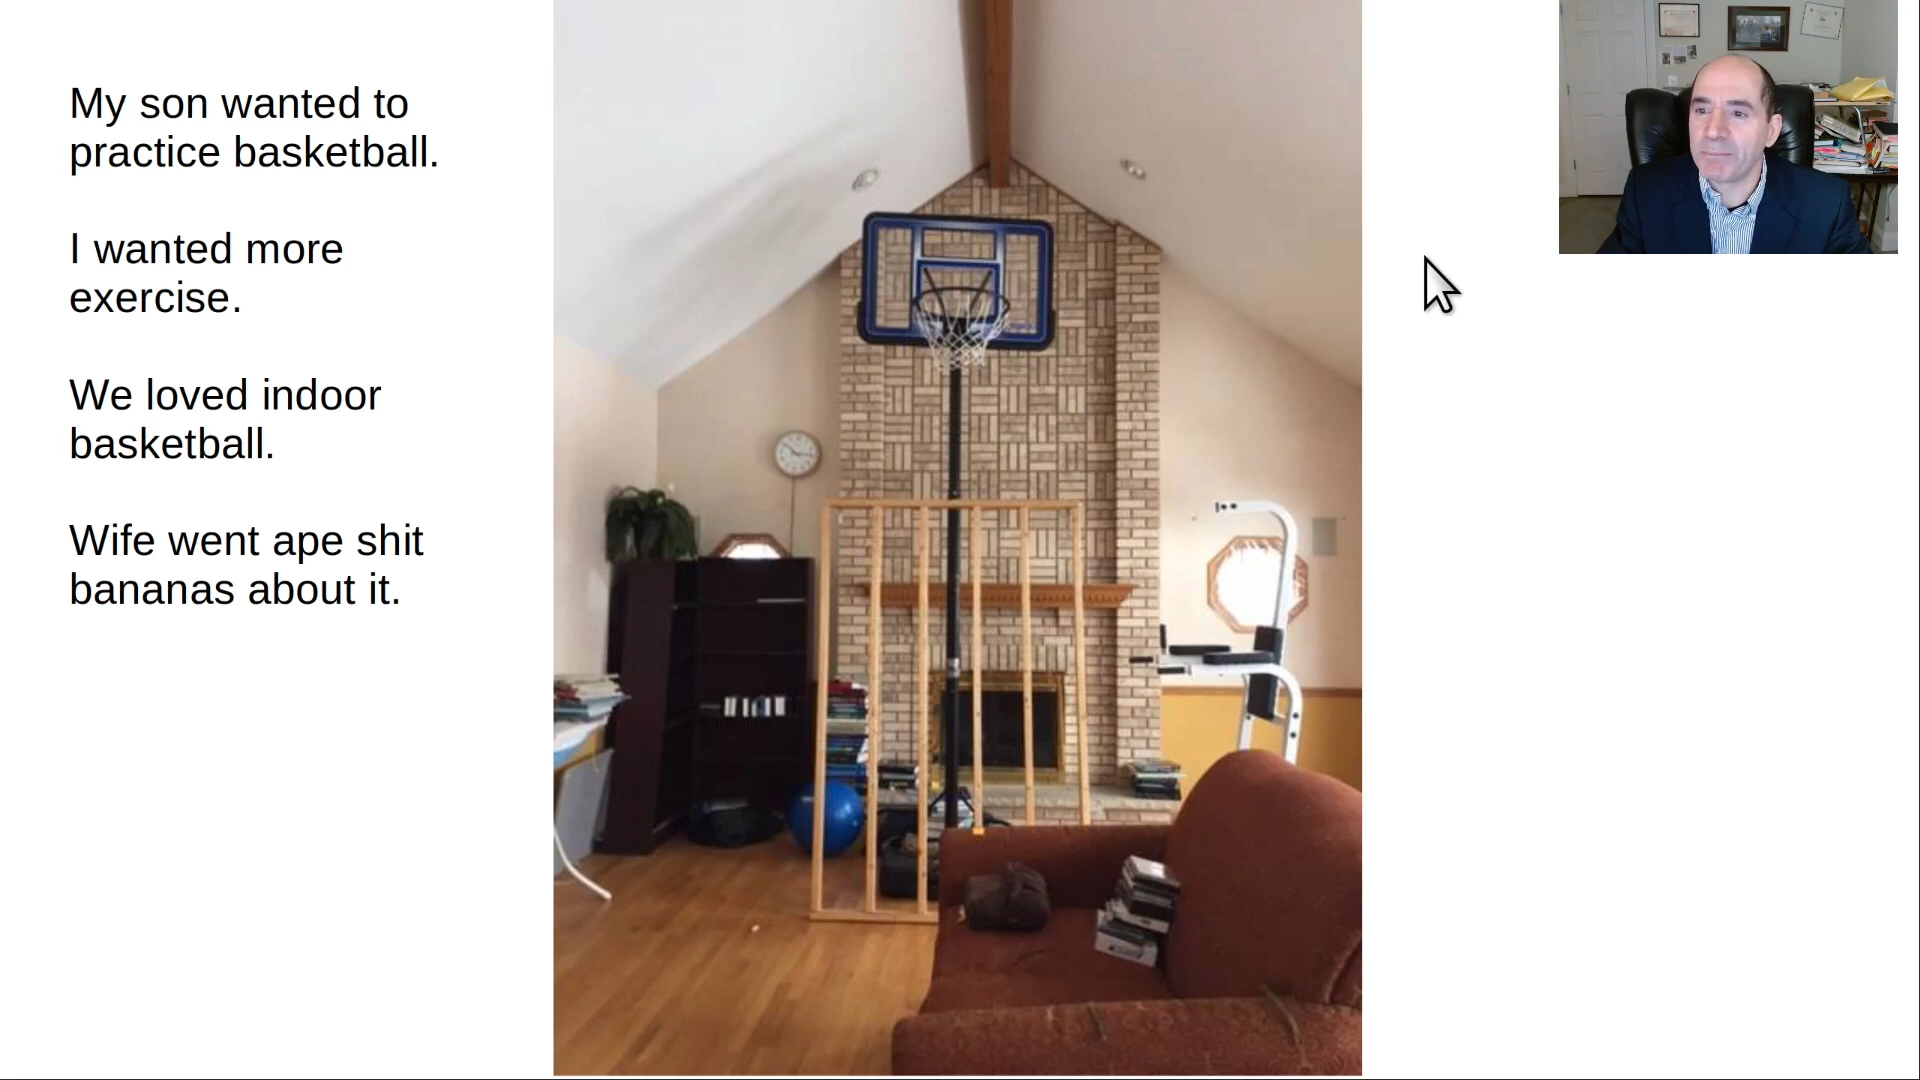 My son wanted to
practice basketball.
I wanted more
exercise.
We loved indoor
basketball.
Wife went ape shit
bananas about it.